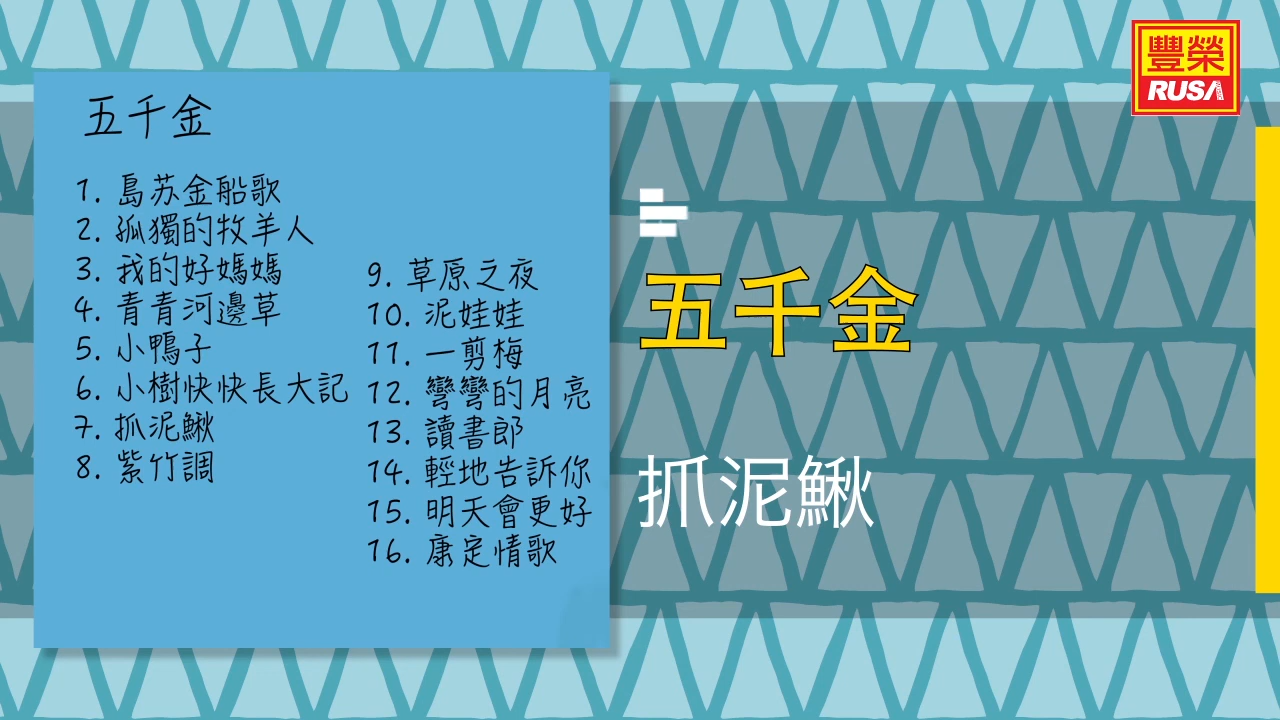 五千金
1. 島苏金船歌
2. 孤獨的牧羊人
3. 我的好媽媽
4. 青青河邊草
5. 小鴨子
6. 小樹快快長大記
7. 抓泥鰍
8. 紫竹調
9. 草原之夜
10. 泥娃娃
11. 一剪梅
12. 彎彎的月亮
13. 讀書郎
14. 輕地告訴你
15. 明天會更好
16. 康定情歌
五千金
抓泥鰍
豐榮
RUSA